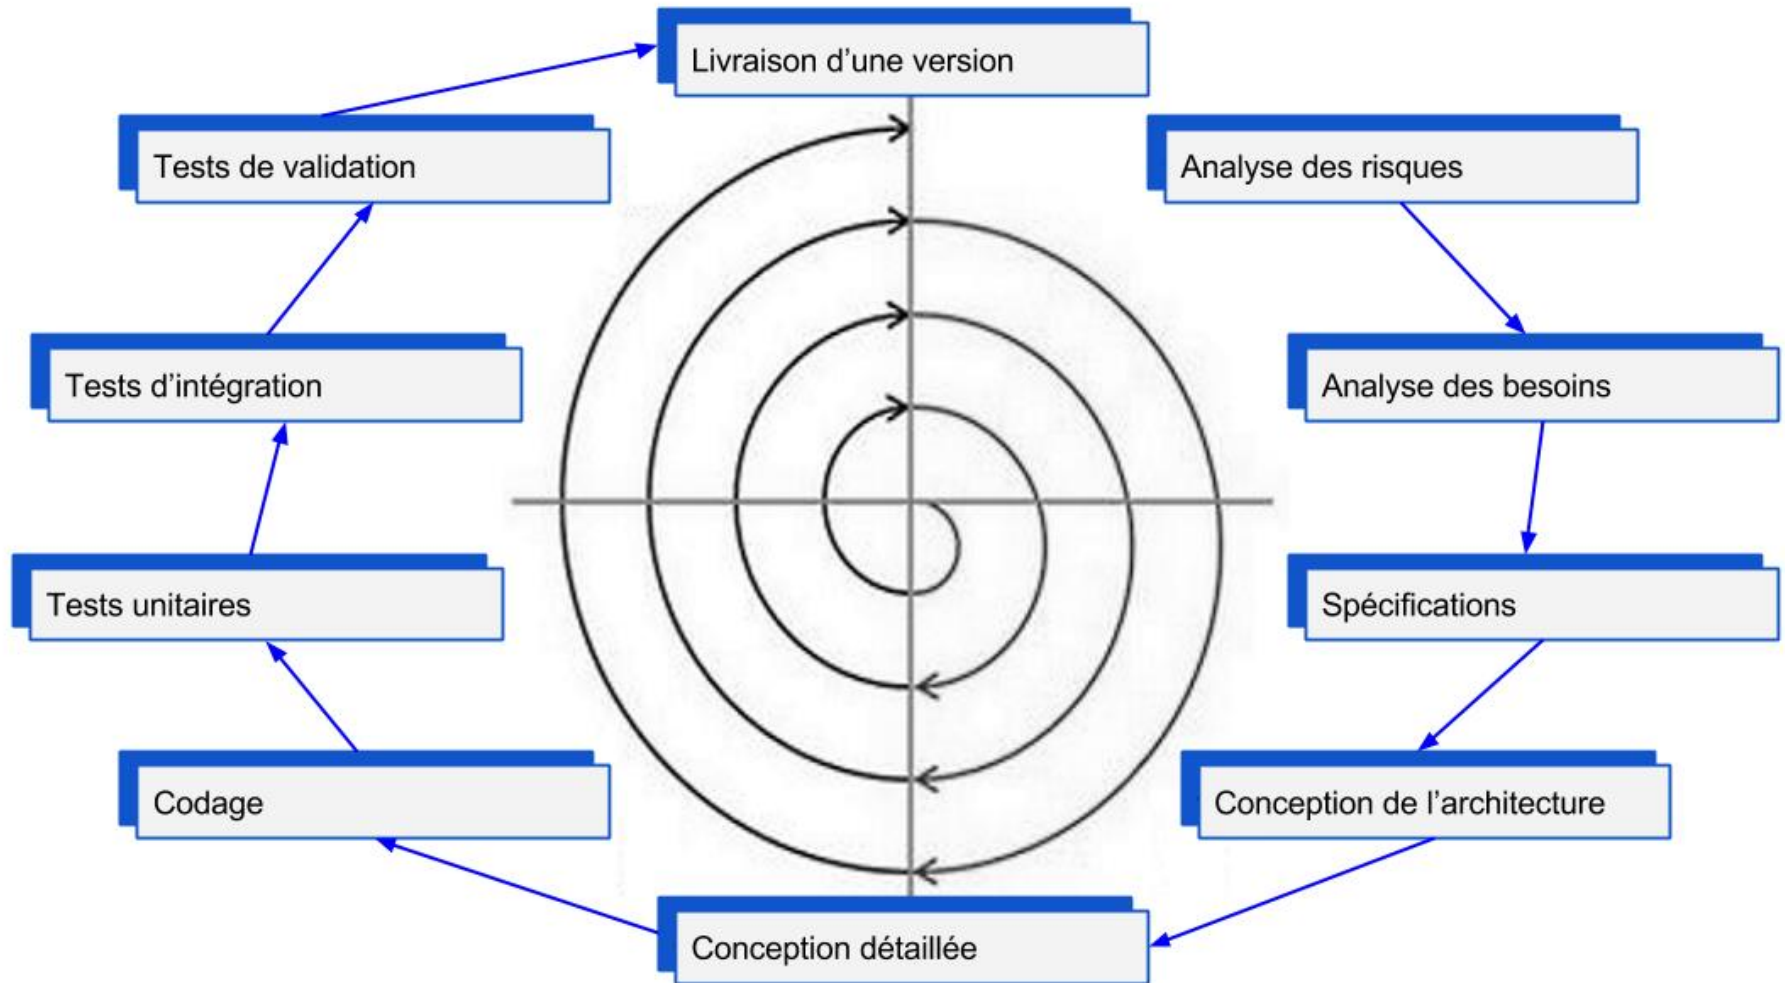 Livraison d’une version
Tests de validation
Analyse des risques
Tests d’intégration
Analyse des besoins
Tests unitaires
Spécifications
Codage
Conception de l’architecture
Conception détaillée